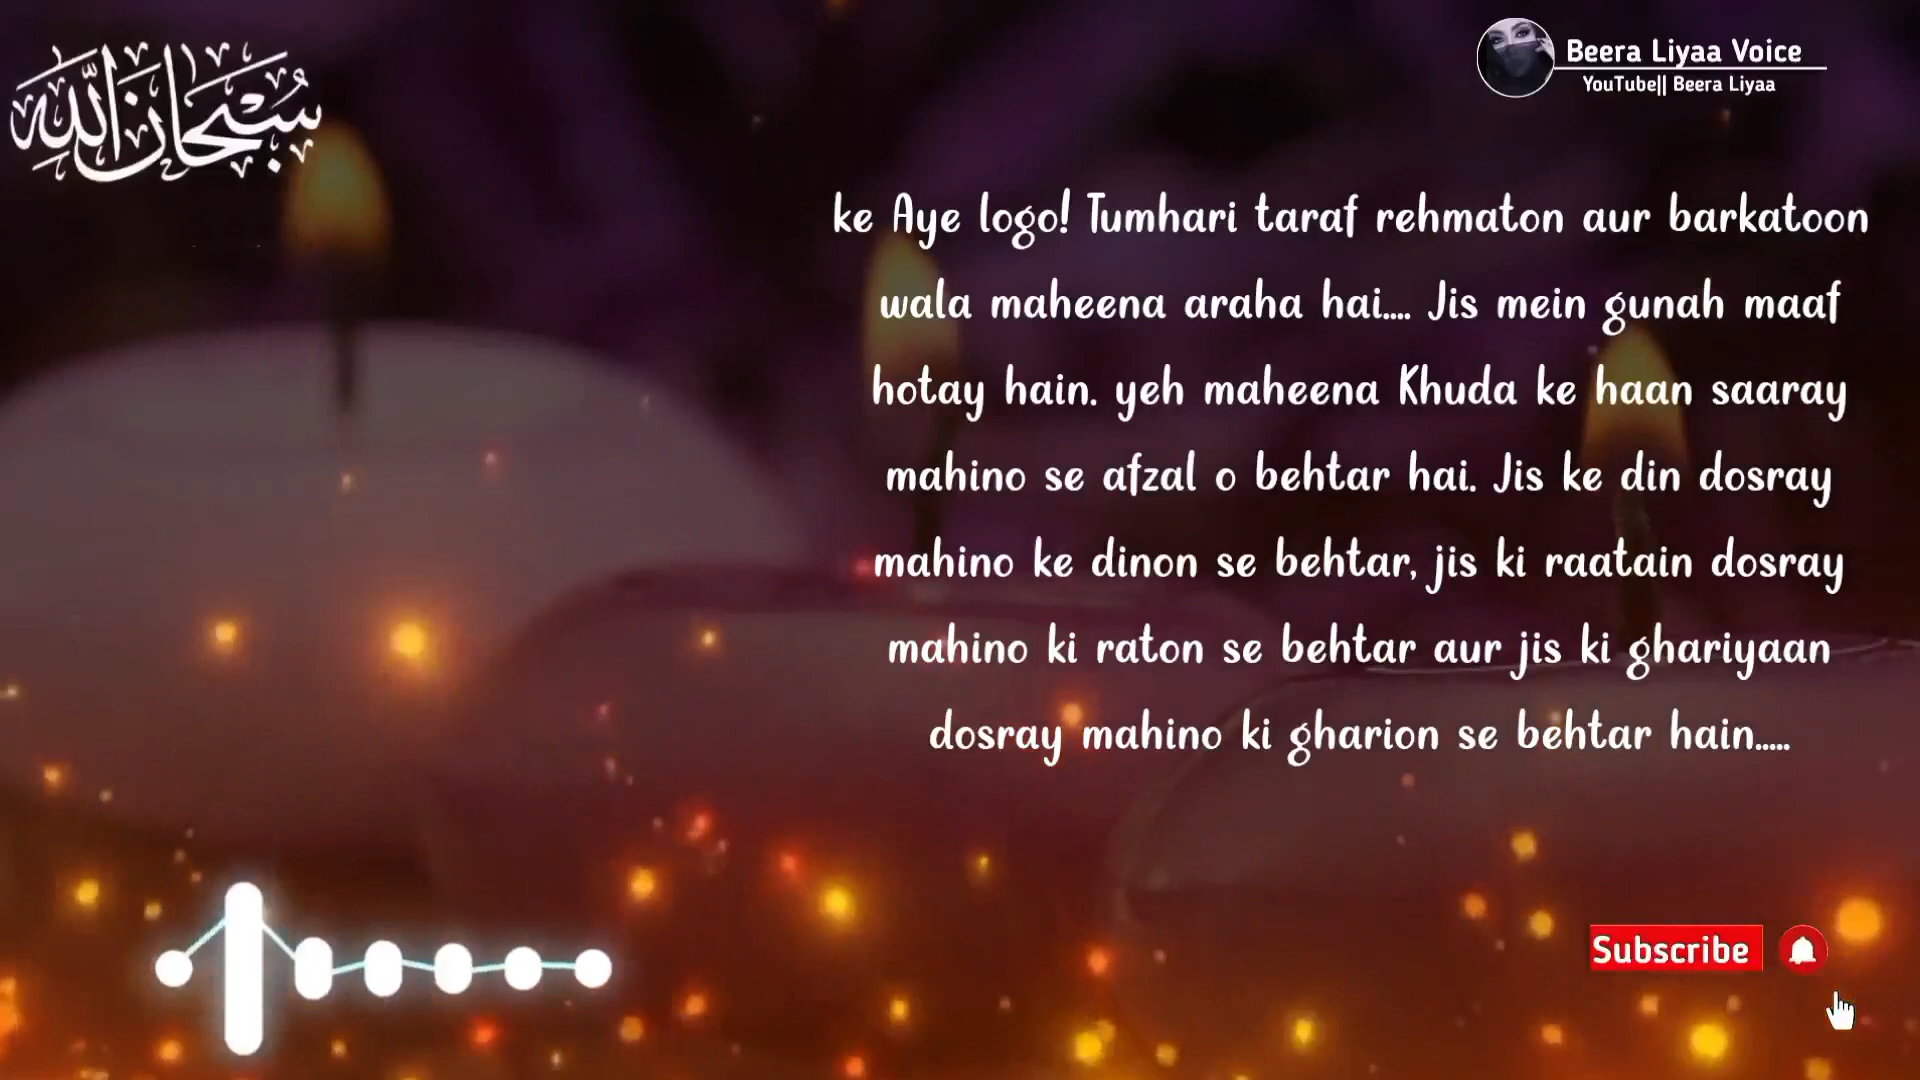 سُبْحَانَ اللّٰه
Beera Liyaa Voice
YouTube|| Beera Liyaa
ke Aye logo! Tumhari taraf rehmaton aur barkatoon
wala maheena araha hai.... Jis mein gunah maaf
hotay hain. yeh maheena Khuda ke haan saaray
mahino se afzal o behtar hai. Jis ke din dosray
mahino ke dinon se behtar, jis ki raatain dosray
mahino ki raton se behtar aur jis ki ghariyaan
dosray mahino ki gharion se behtar hain.....
Subscribe